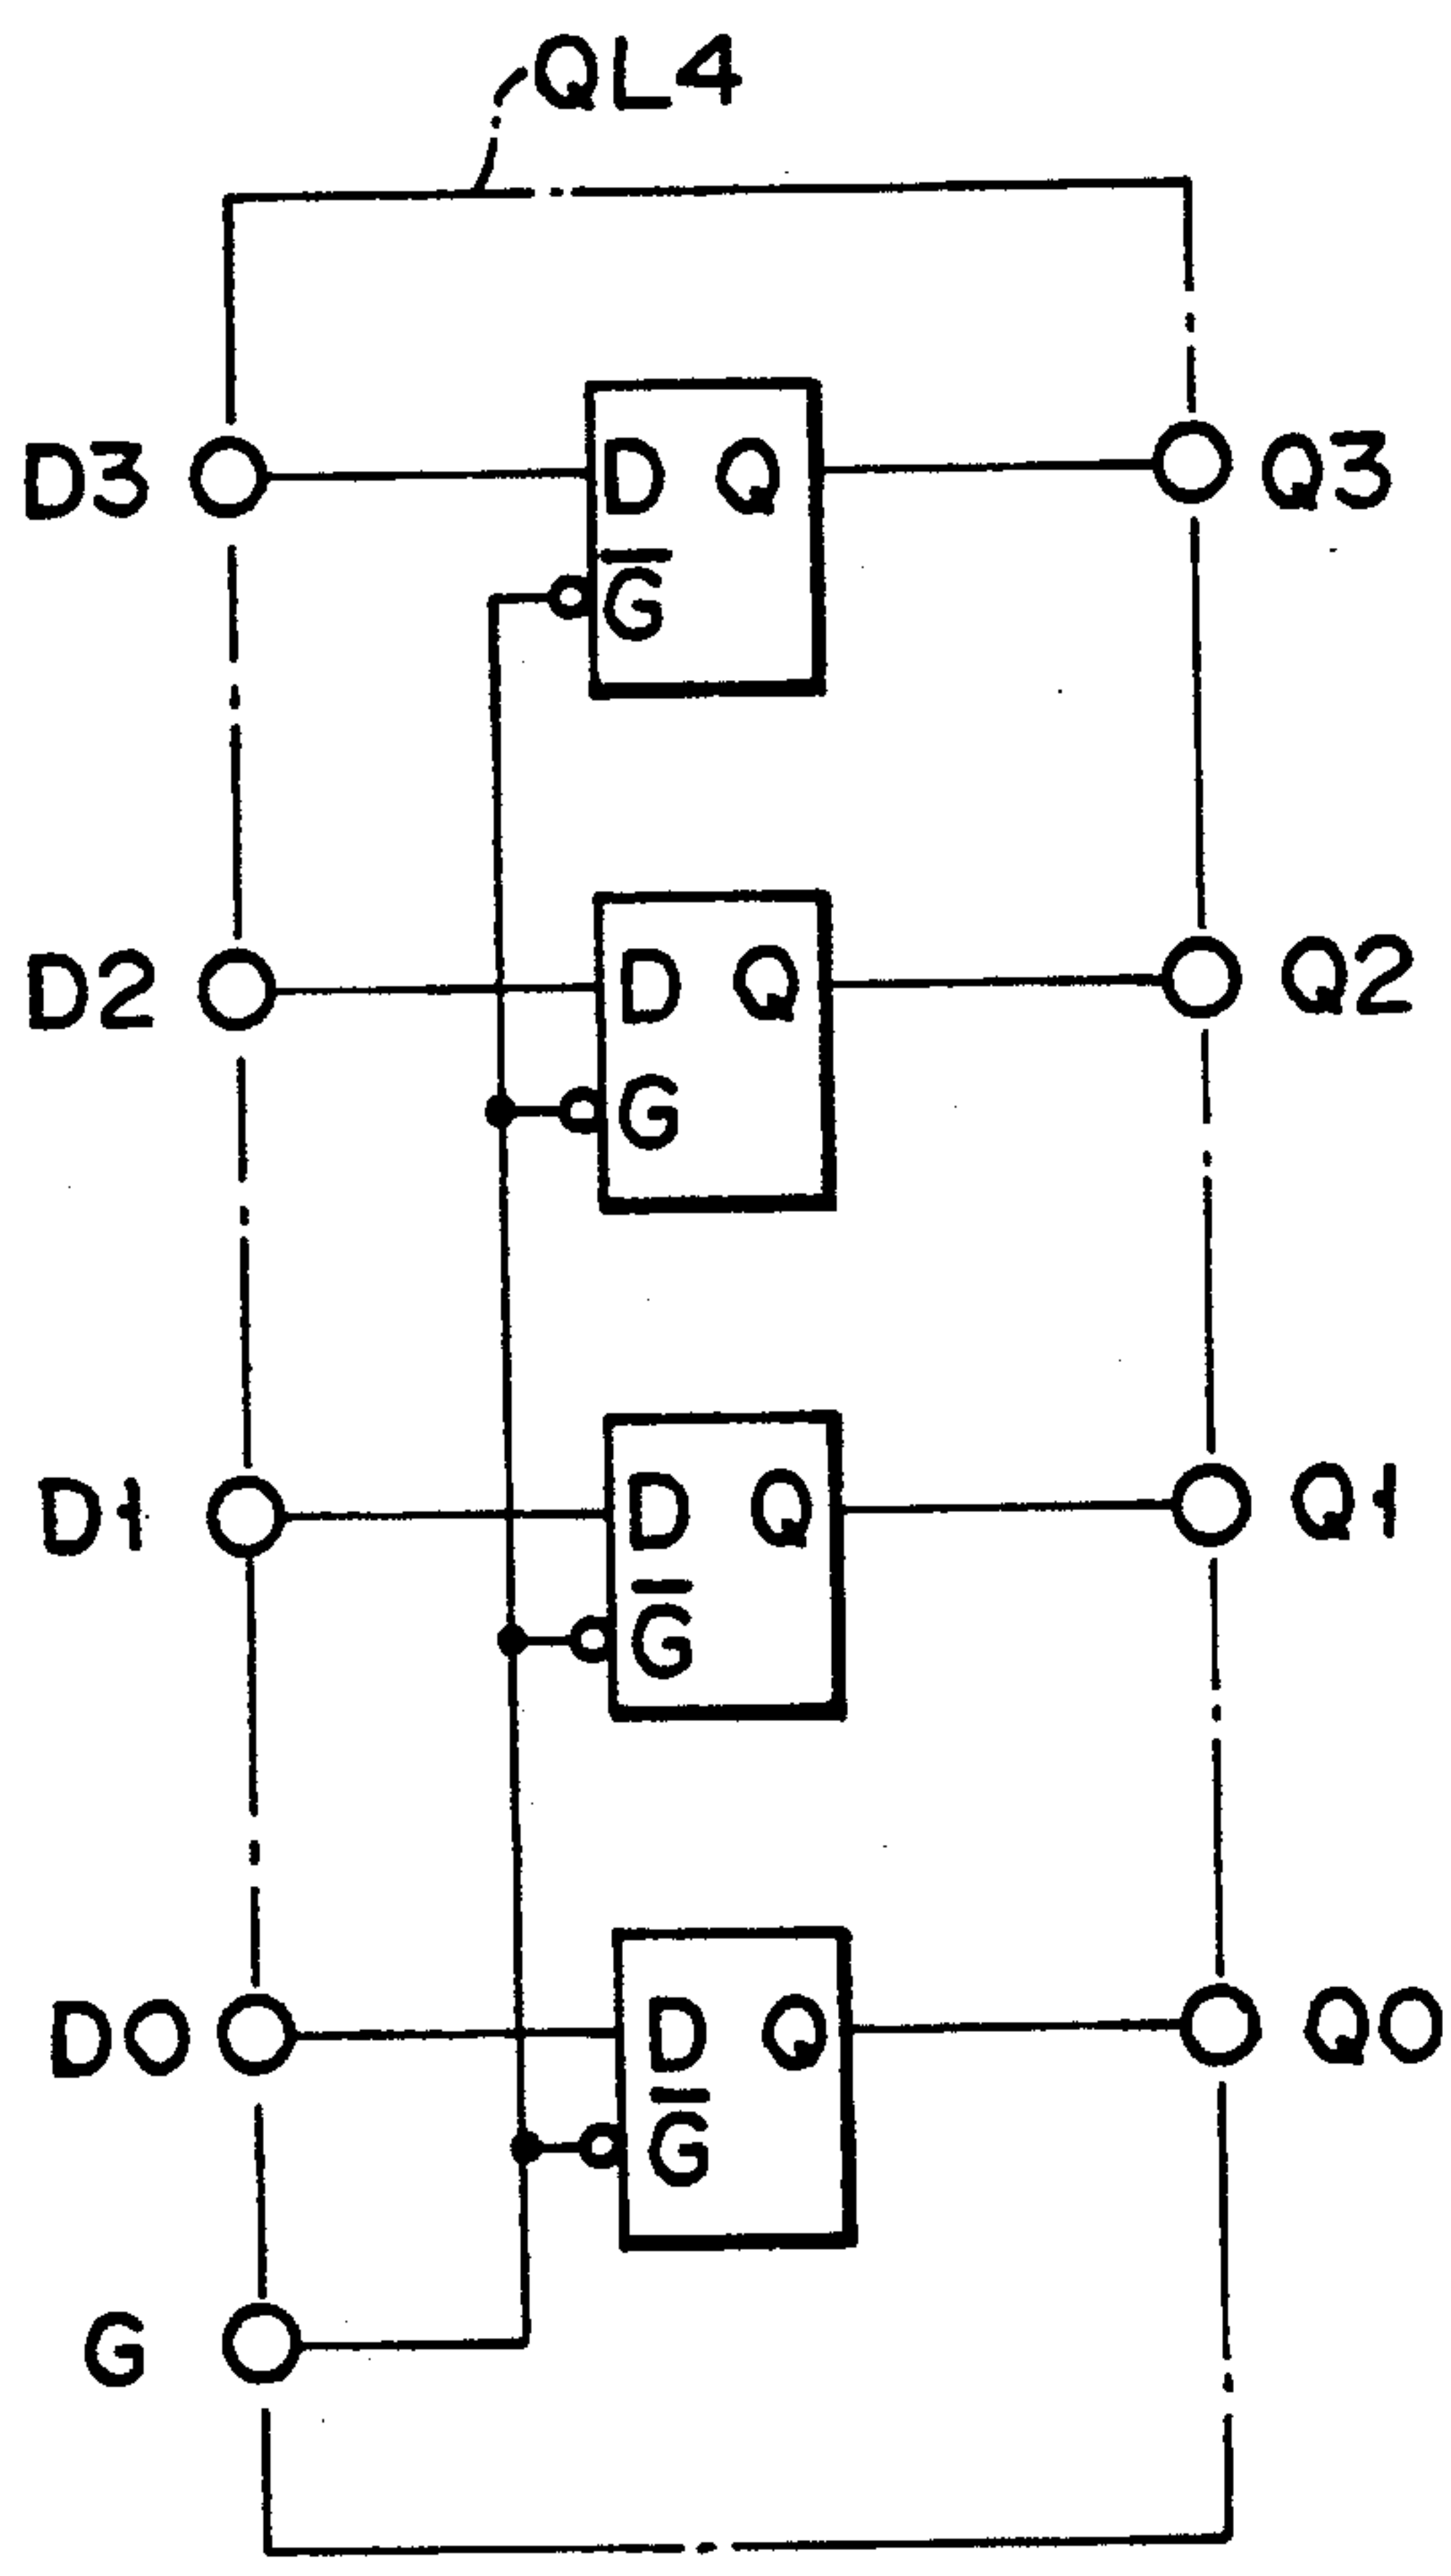 QL4
D3 D Q Q3
G̅
D2 D Q Q2
G
D1 D Q Q1
G̅
D0 D Q Q0
G̅
G